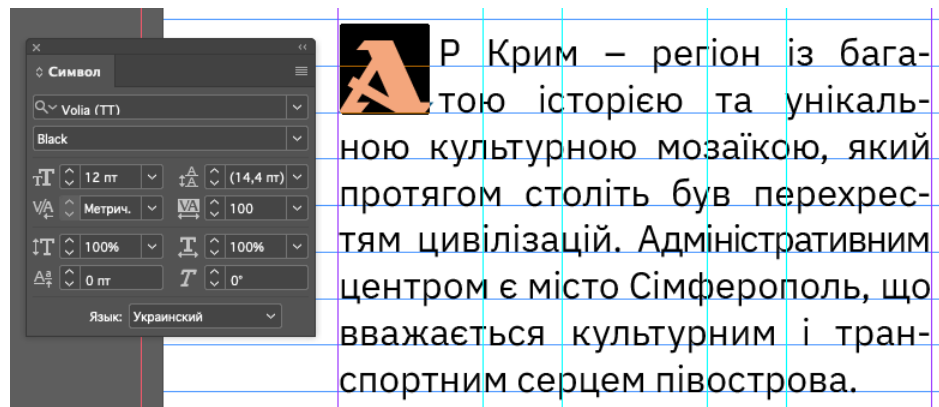 Символ
Volia (TT)
Black
12 пт
(14,4 пт)
Метрич.
100
100%
100%
0 пт
0°
Язык: Украинский
АР Крим – регіон із бага-
тою історією та унікаль-
ною культурною мозаїкою, який
протягом століть був перехрес-
тям цивілізацій. Адміністративним
центром є місто Сімферополь, що
вважається культурним і тран-
спортним серцем півострова.